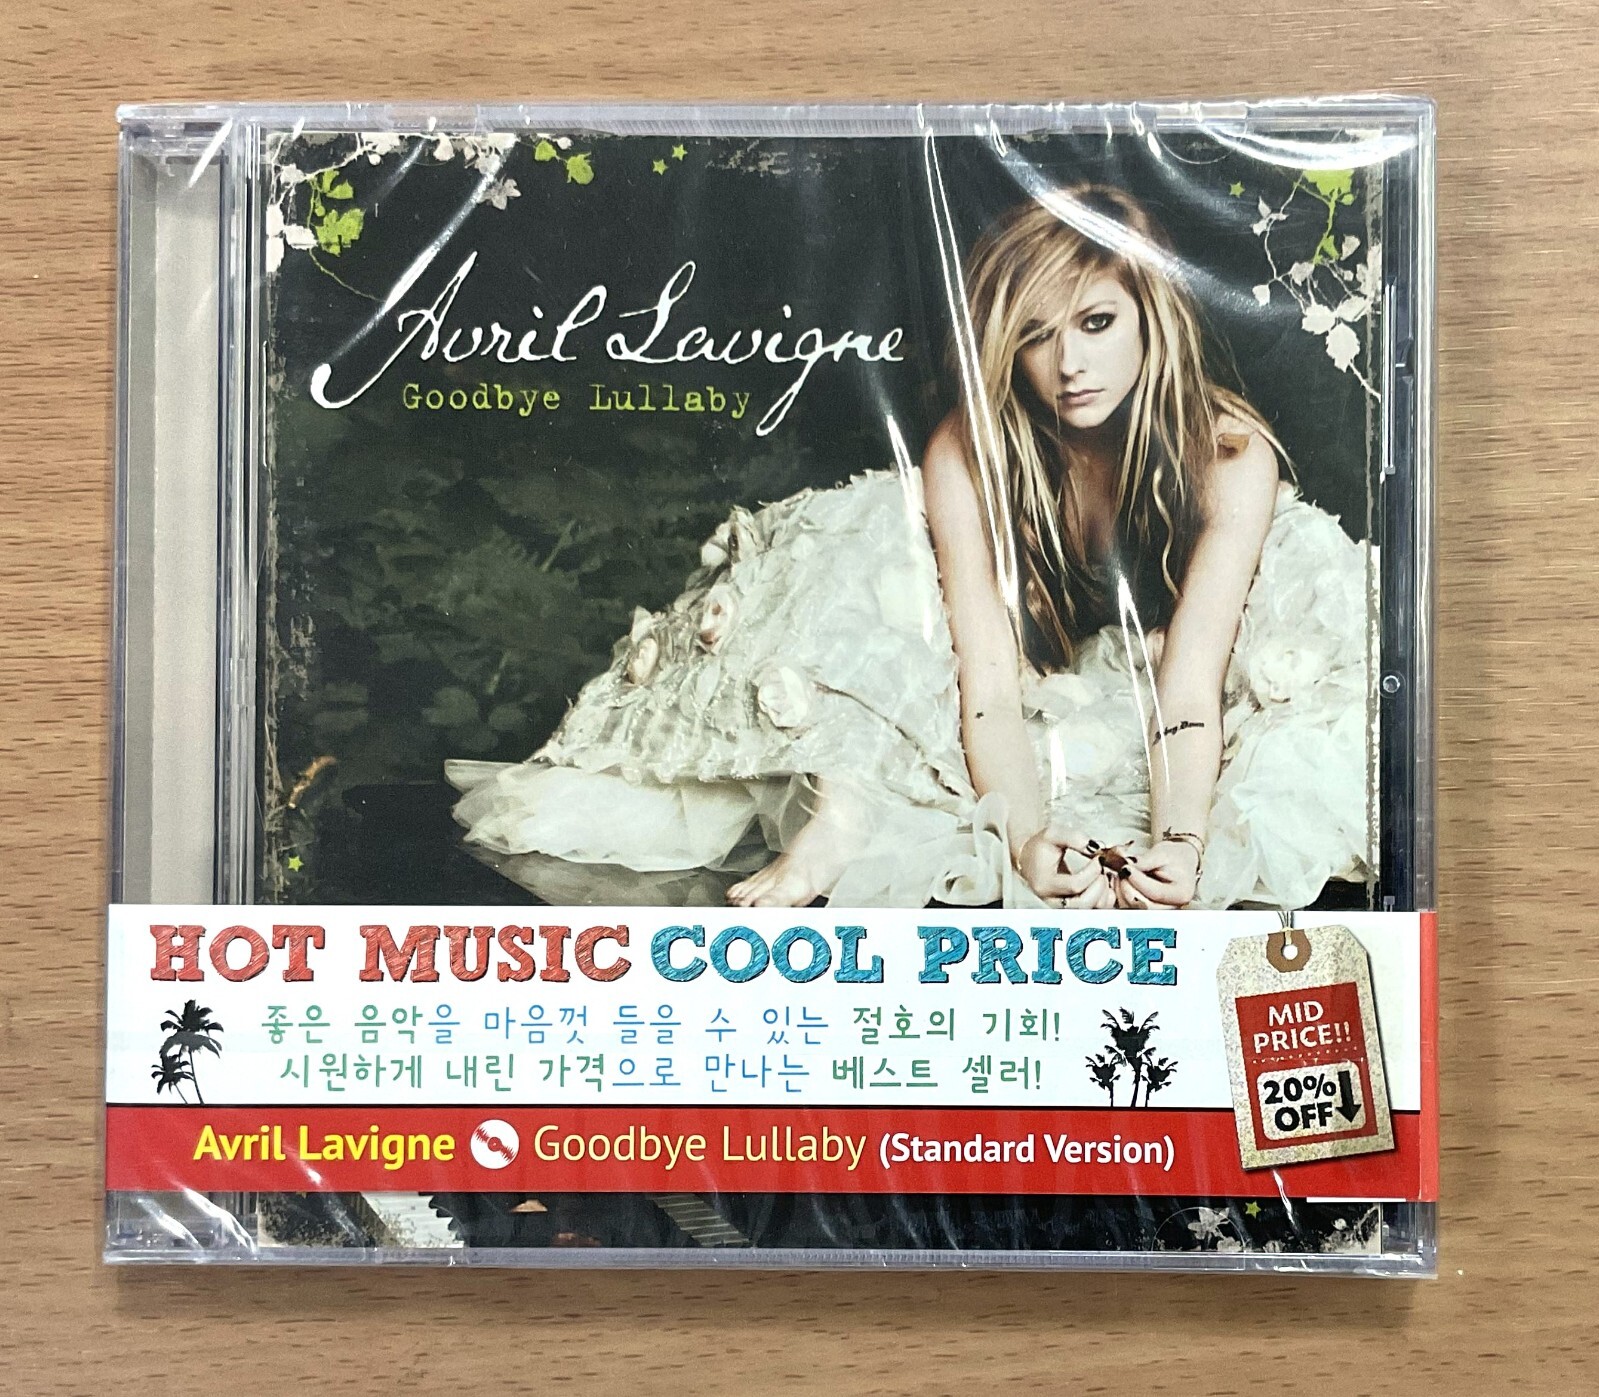 Avril Lavigne
Goodbye Lullaby
HOT MUSIC COOL PRICE
좋은 음악을 마음껏 들을 수 있는 절호의 기회!
시원하게 내린 가격으로 만나는 베스트 셀러!
MID
PRICE!!
20%
OFF
Avril Lavigne Goodbye Lullaby (Standard Version)